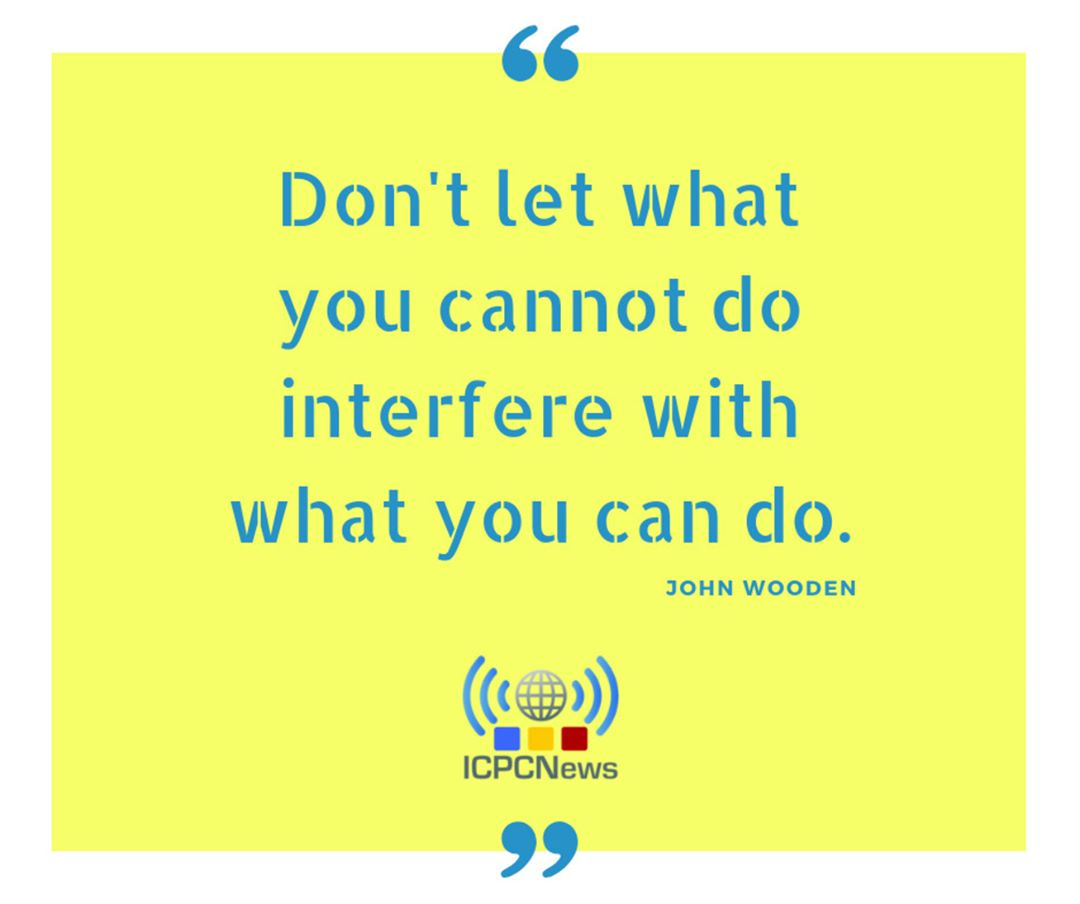 “
Don't let what
you cannot do
interfere with
what you can do.
JOHN WOODEN
ICPCNews
”